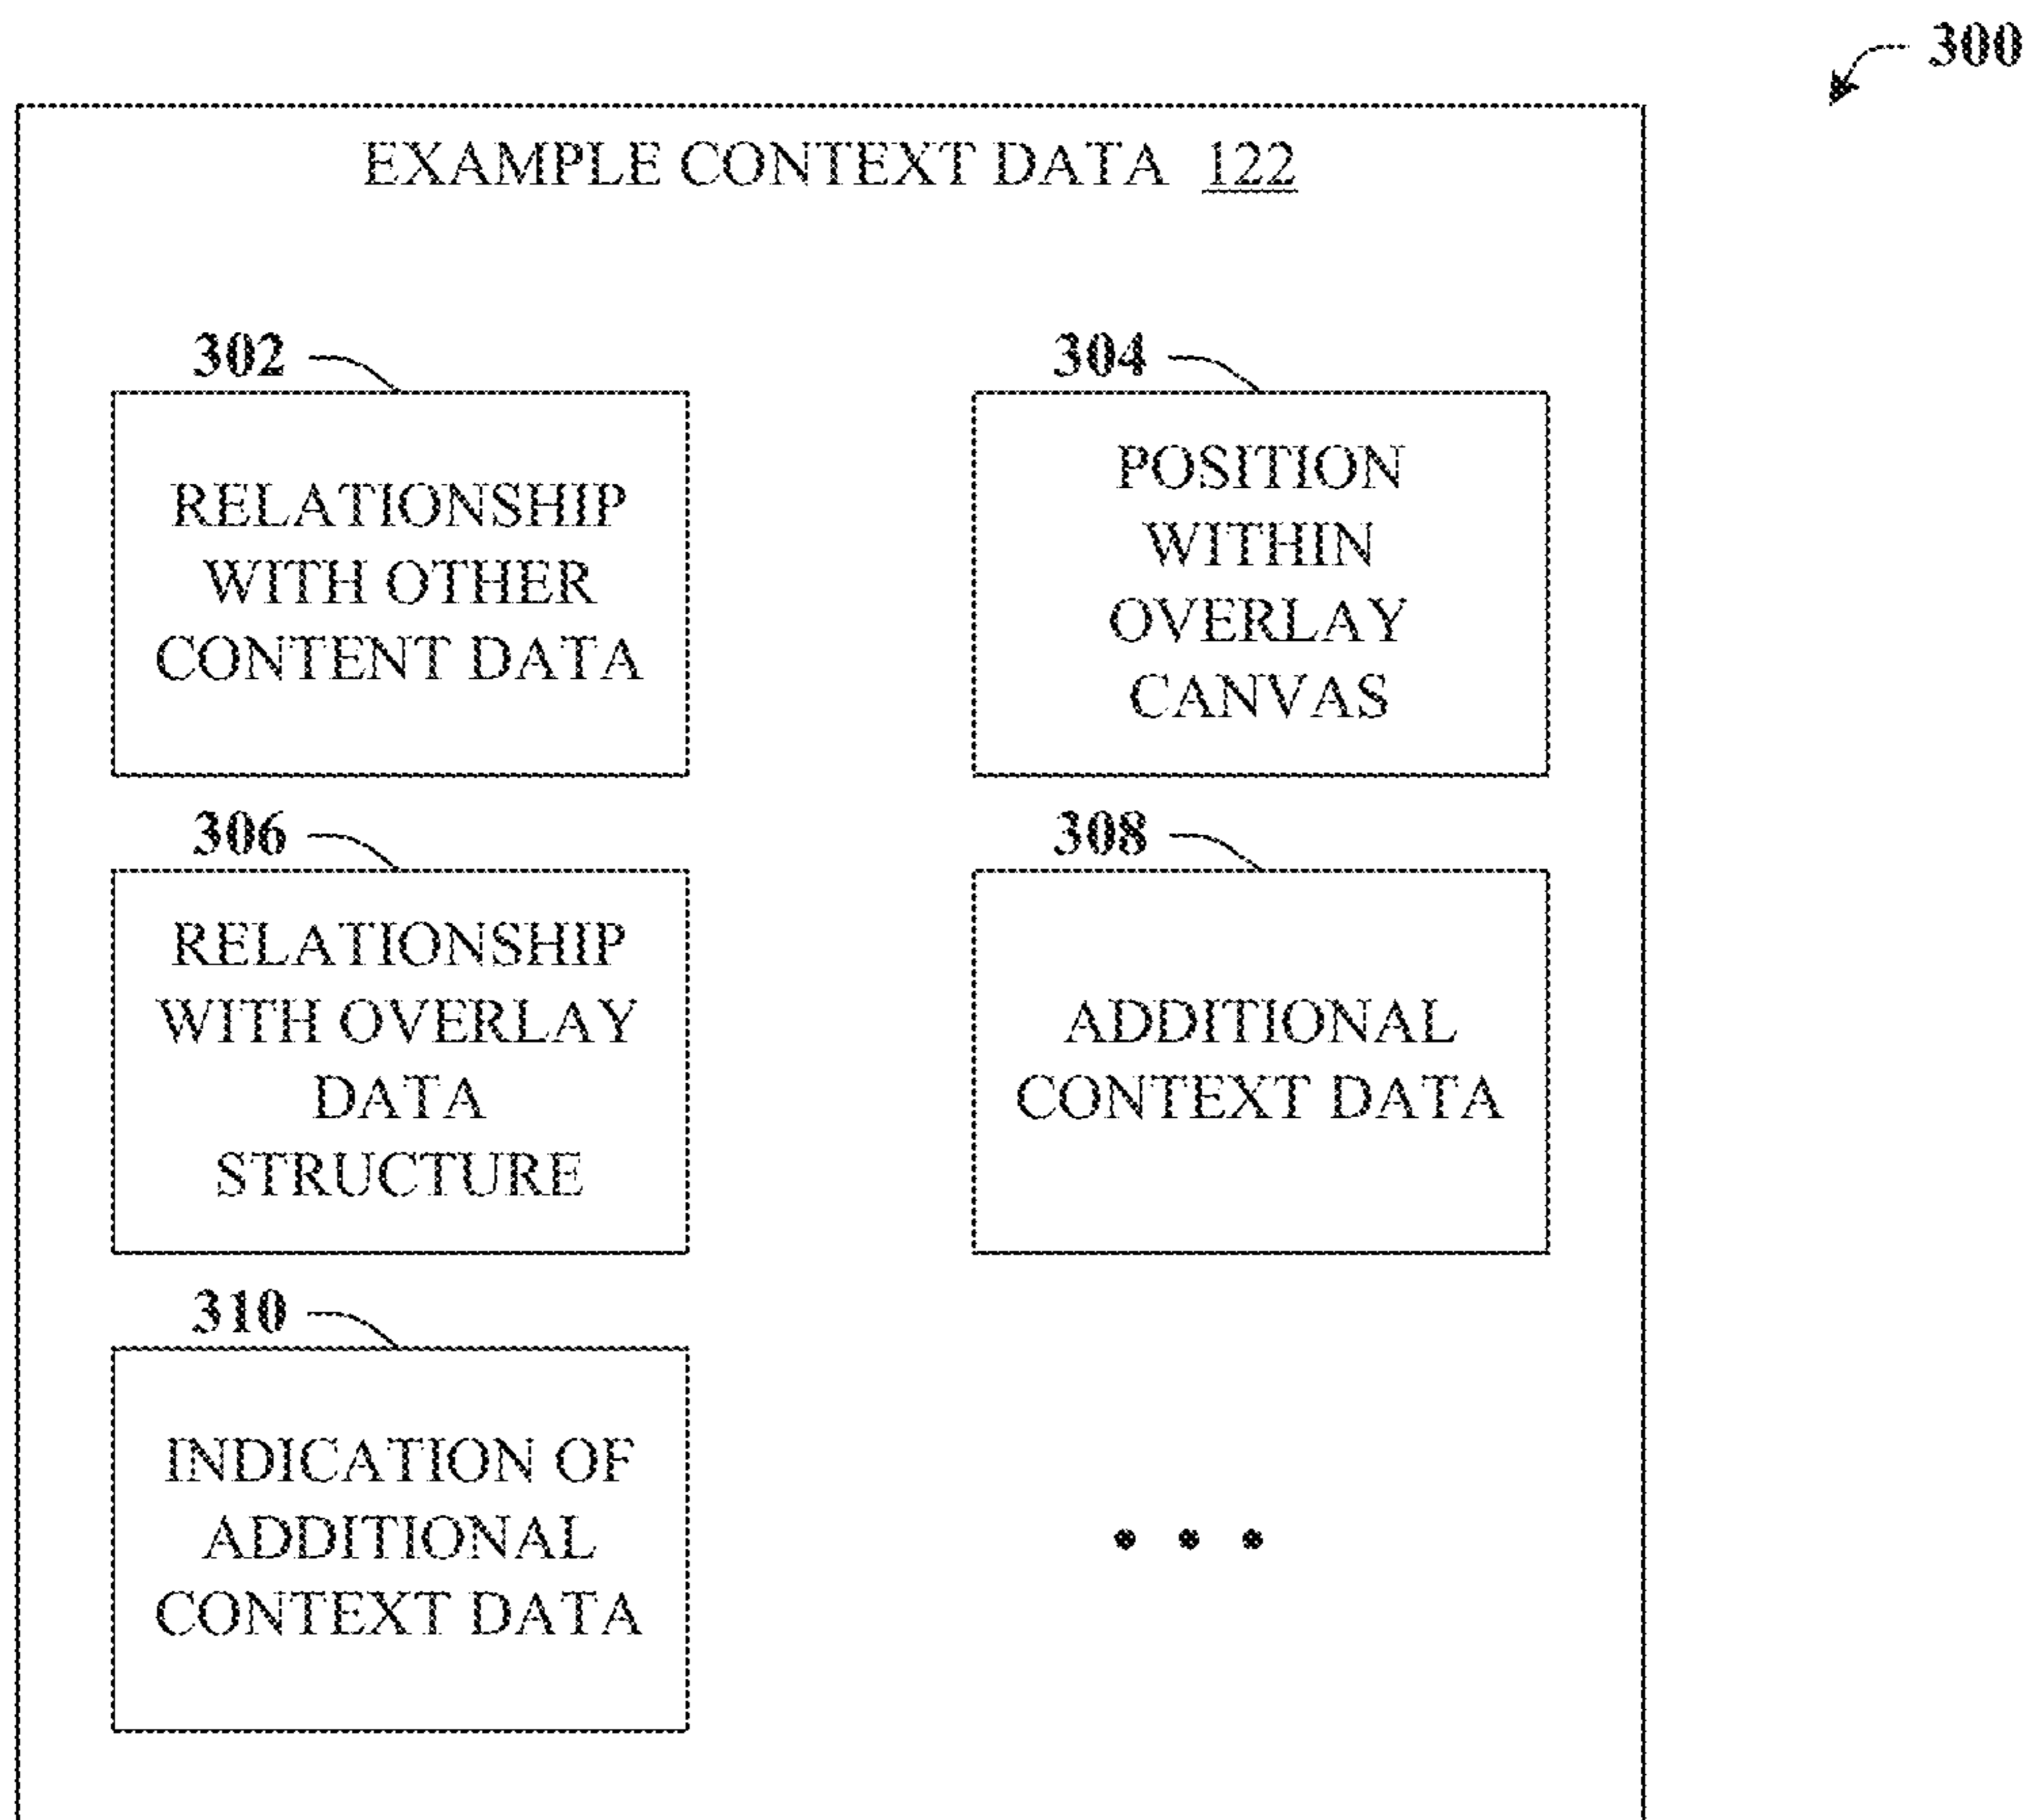 300
EXAMPLE CONTEXT DATA 122
302
RELATIONSHIP
WITH OTHER
CONTENT DATA
304
POSITION
WITHIN
OVERLAY
CANVAS
306
RELATIONSHIP
WITH OVERLAY
DATA
STRUCTURE
308
ADDITIONAL
CONTEXT DATA
310
INDICATION OF
ADDITIONAL
CONTEXT DATA
• • •